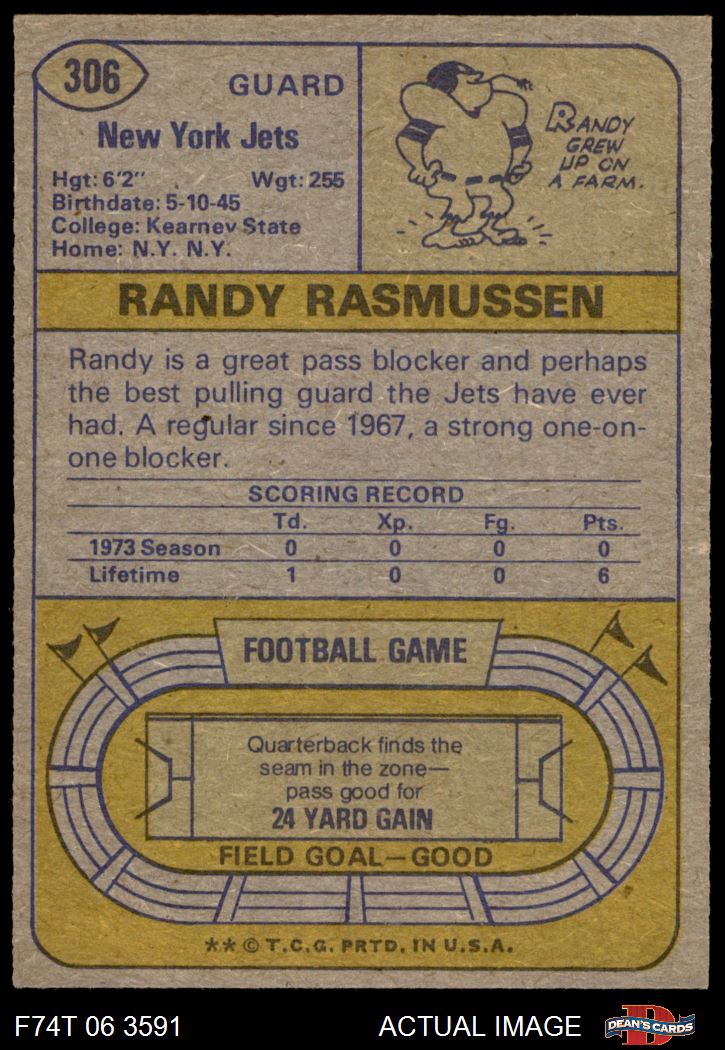 306
GUARD
New York Jets
Hgt: 6'2" Wgt: 255
Birthdate: 5-10-45
College: Kearney State
Home: N.Y. N.Y.
RANDY
GREW
UP ON
A FARM.
RANDY RASMUSSEN
Randy is a great pass blocker and perhaps
the best pulling guard the Jets have ever
had. A regular since 1967, a strong one-on-
one blocker.
SCORING RECORD
Td. Xp. Fg. Pts.
1973 Season 0 0 0 0
Lifetime 1 0 0 6
FOOTBALL GAME
Quarterback finds the
seam in the zone—
pass good for
24 YARD GAIN
FIELD GOAL—GOOD
** © T.C.G. PRTD. IN U.S.A.
F74T 06 3591 ACTUAL IMAGE
DEAN'S CARDS